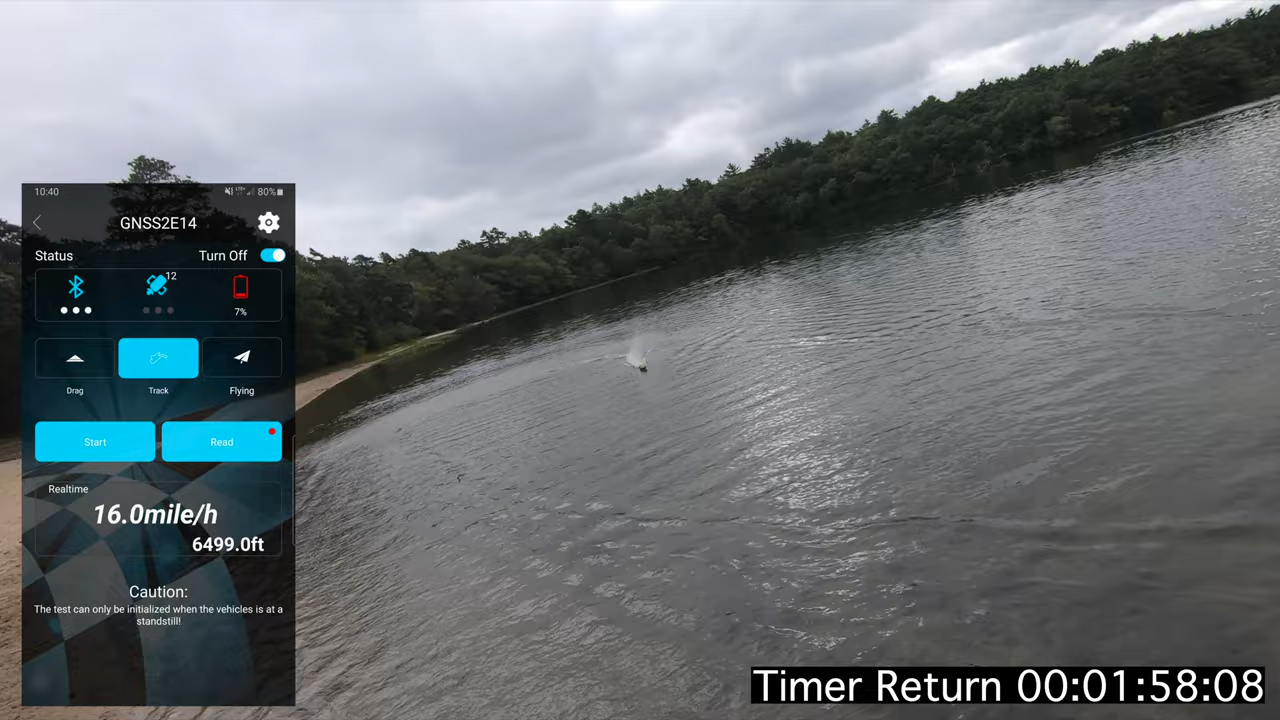 10:40
80%
GNSS2E14
Status
Turn Off
12
7%
Drag
Track
Flying
Start
Read
Realtime
16.0mile/h
6499.0ft
Caution:
The test can only be initialized when the vehicles is at a
standstill!
Timer Return 00:01:58:08